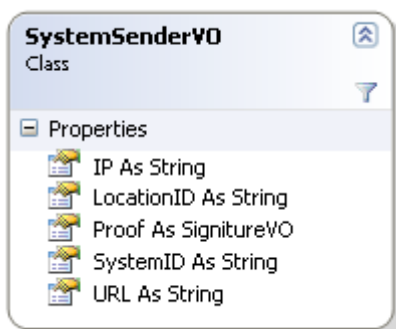 SystemSenderVO
Class
Properties
IP As String
LocationID As String
Proof As SignitureVO
SystemID As String
URL As String